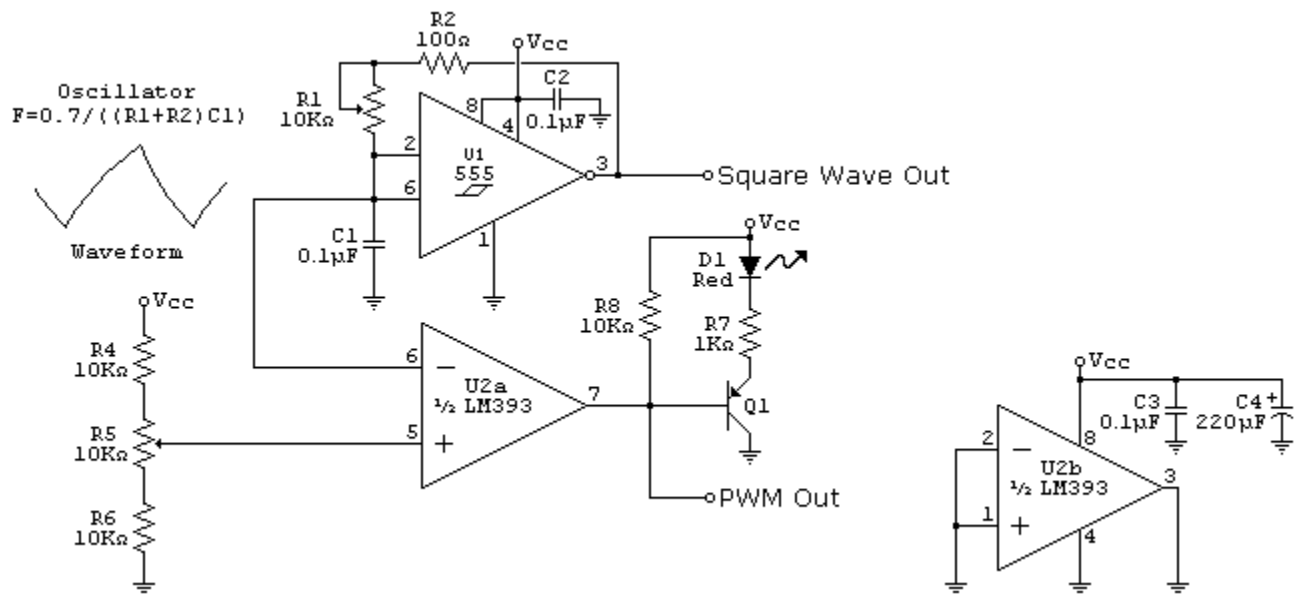 R2
100Ω
Vcc
C2
0.1µF
Oscillator
F=0.7/((R1+R2)C1)
R1
10KΩ
8
4
2
U1
555
3
Square Wave Out
6
1
C1
0.1µF
Waveform
Vcc
D1
Red
Vcc
R8
10KΩ
R7
1KΩ
R4
10KΩ
6
−
U2a
½ LM393
7
Q1
R5
10KΩ
5
+
R6
10KΩ
PWM Out
Vcc
C3
0.1µF
C4
+
220µF
8
2
−
U2b
½ LM393
3
1
+
4